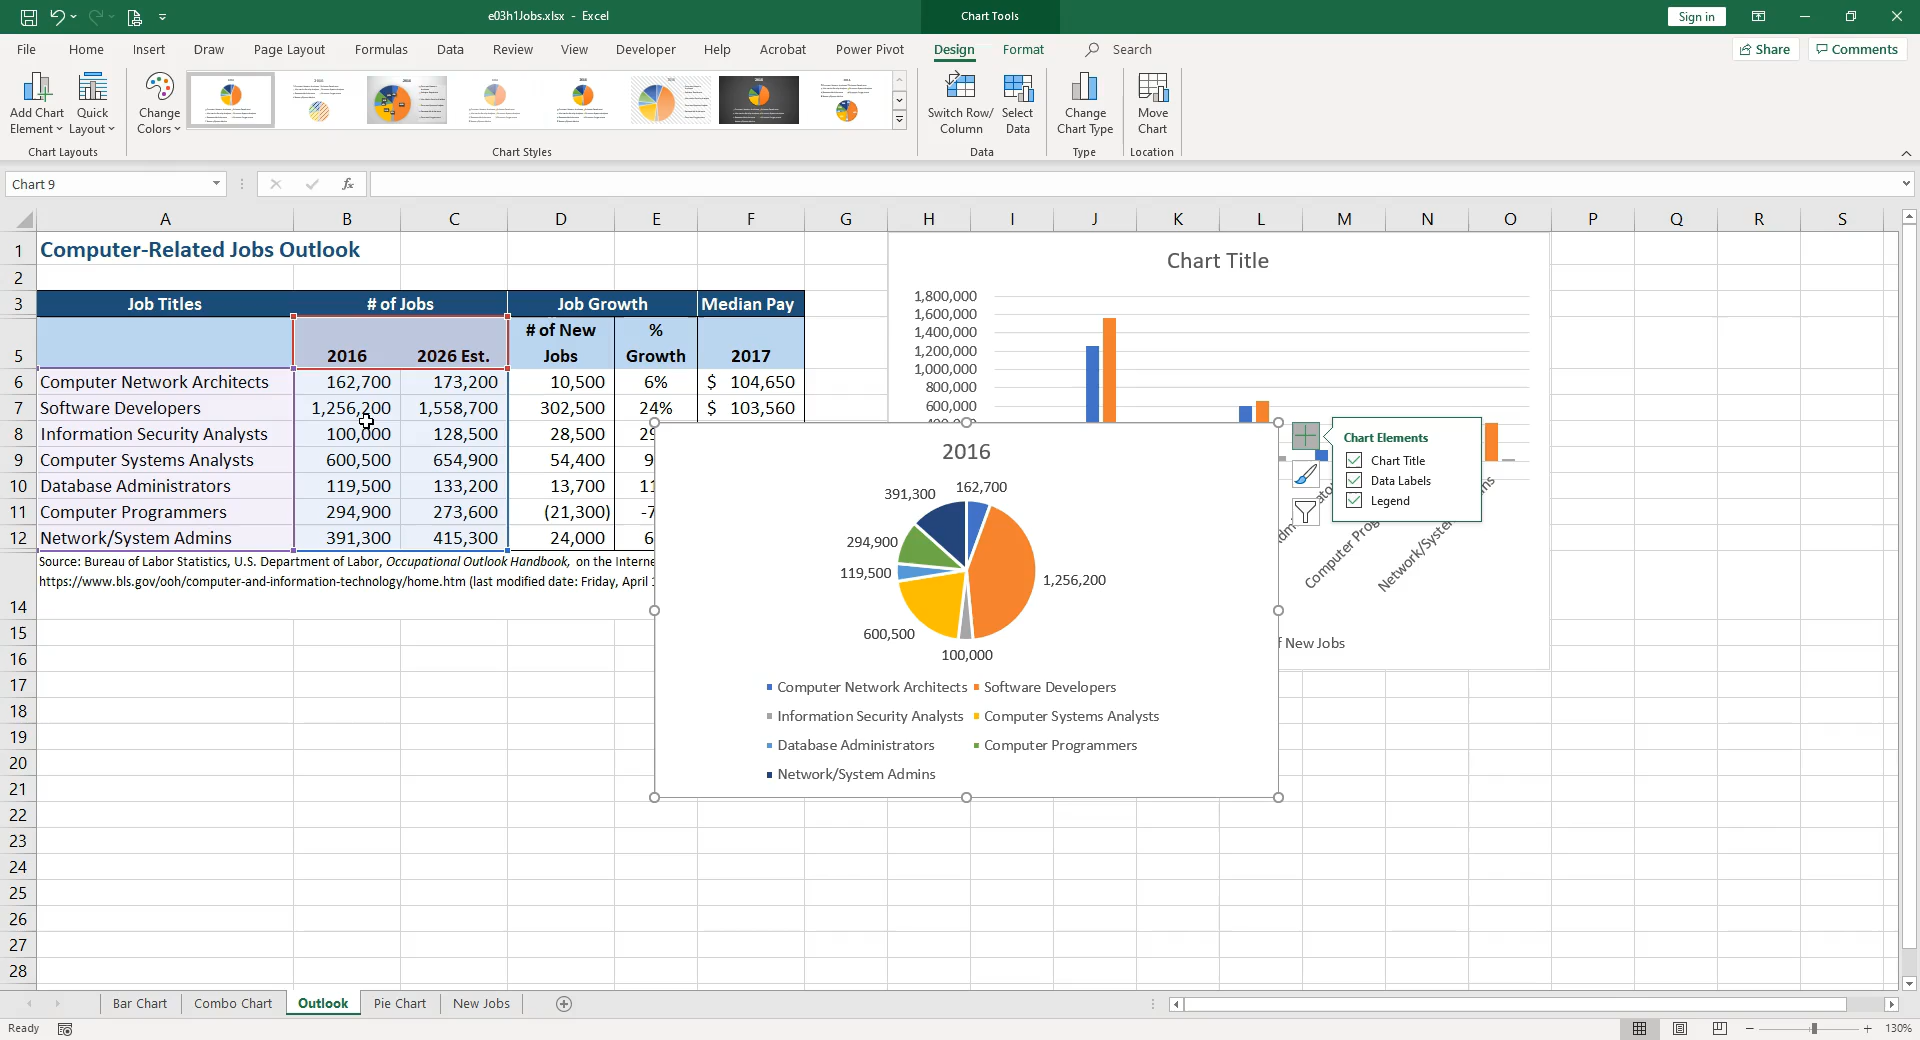 e03h1Jobs.xlsx - Excel
Chart Tools
Sign in
File Home Insert Draw Page Layout Formulas Data Review View Developer Help Acrobat Power Pivot Design Format Search Share Comments
Add Chart Element
Quick Layout
Chart Layouts
Change Colors
Chart Styles
Switch Row/ Column
Select Data
Data
Change Chart Type
Type
Move Chart
Location
Chart 9
fx
A B C D E F G H I J K L M N O P Q R S
1 Computer-Related Jobs Outlook
2
3 Job Titles # of Jobs Job Growth Median Pay
5 2016 2026 Est. # of New Jobs % Growth 2017
6 Computer Network Architects 162,700 173,200 10,500 6% $ 104,650
7 Software Developers 1,256,200 1,558,700 302,500 24% $ 103,560
8 Information Security Analysts 100,000 128,500 28,500
9 Computer Systems Analysts 600,500 654,900 54,400 9
10 Database Administrators 119,500 133,200 13,700 11
11 Computer Programmers 294,900 273,600 (21,300) -7
12 Network/System Admins 391,300 415,300 24,000 6
Source: Bureau of Labor Statistics, U.S. Department of Labor, Occupational Outlook Handbook, on the Interne
https://www.bls.gov/ooh/computer-and-information-technology/home.htm (last modified date: Friday, April
14
15
16
17
18
19
20
21
22
23
24
25
26
27
28
Chart Title
1,800,000
1,600,000
1,400,000
1,200,000
1,000,000
800,000
600,000
Computer Prog
Network/Syste
New Jobs
2016
391,300
162,700
294,900
119,500
1,256,200
600,500
100,000
Computer Network Architects Software Developers
Information Security Analysts Computer Systems Analysts
Database Administrators Computer Programmers
Network/System Admins
Chart Elements
Chart Title
Data Labels
Legend
Bar Chart Combo Chart Outlook Pie Chart New Jobs
Ready
130%